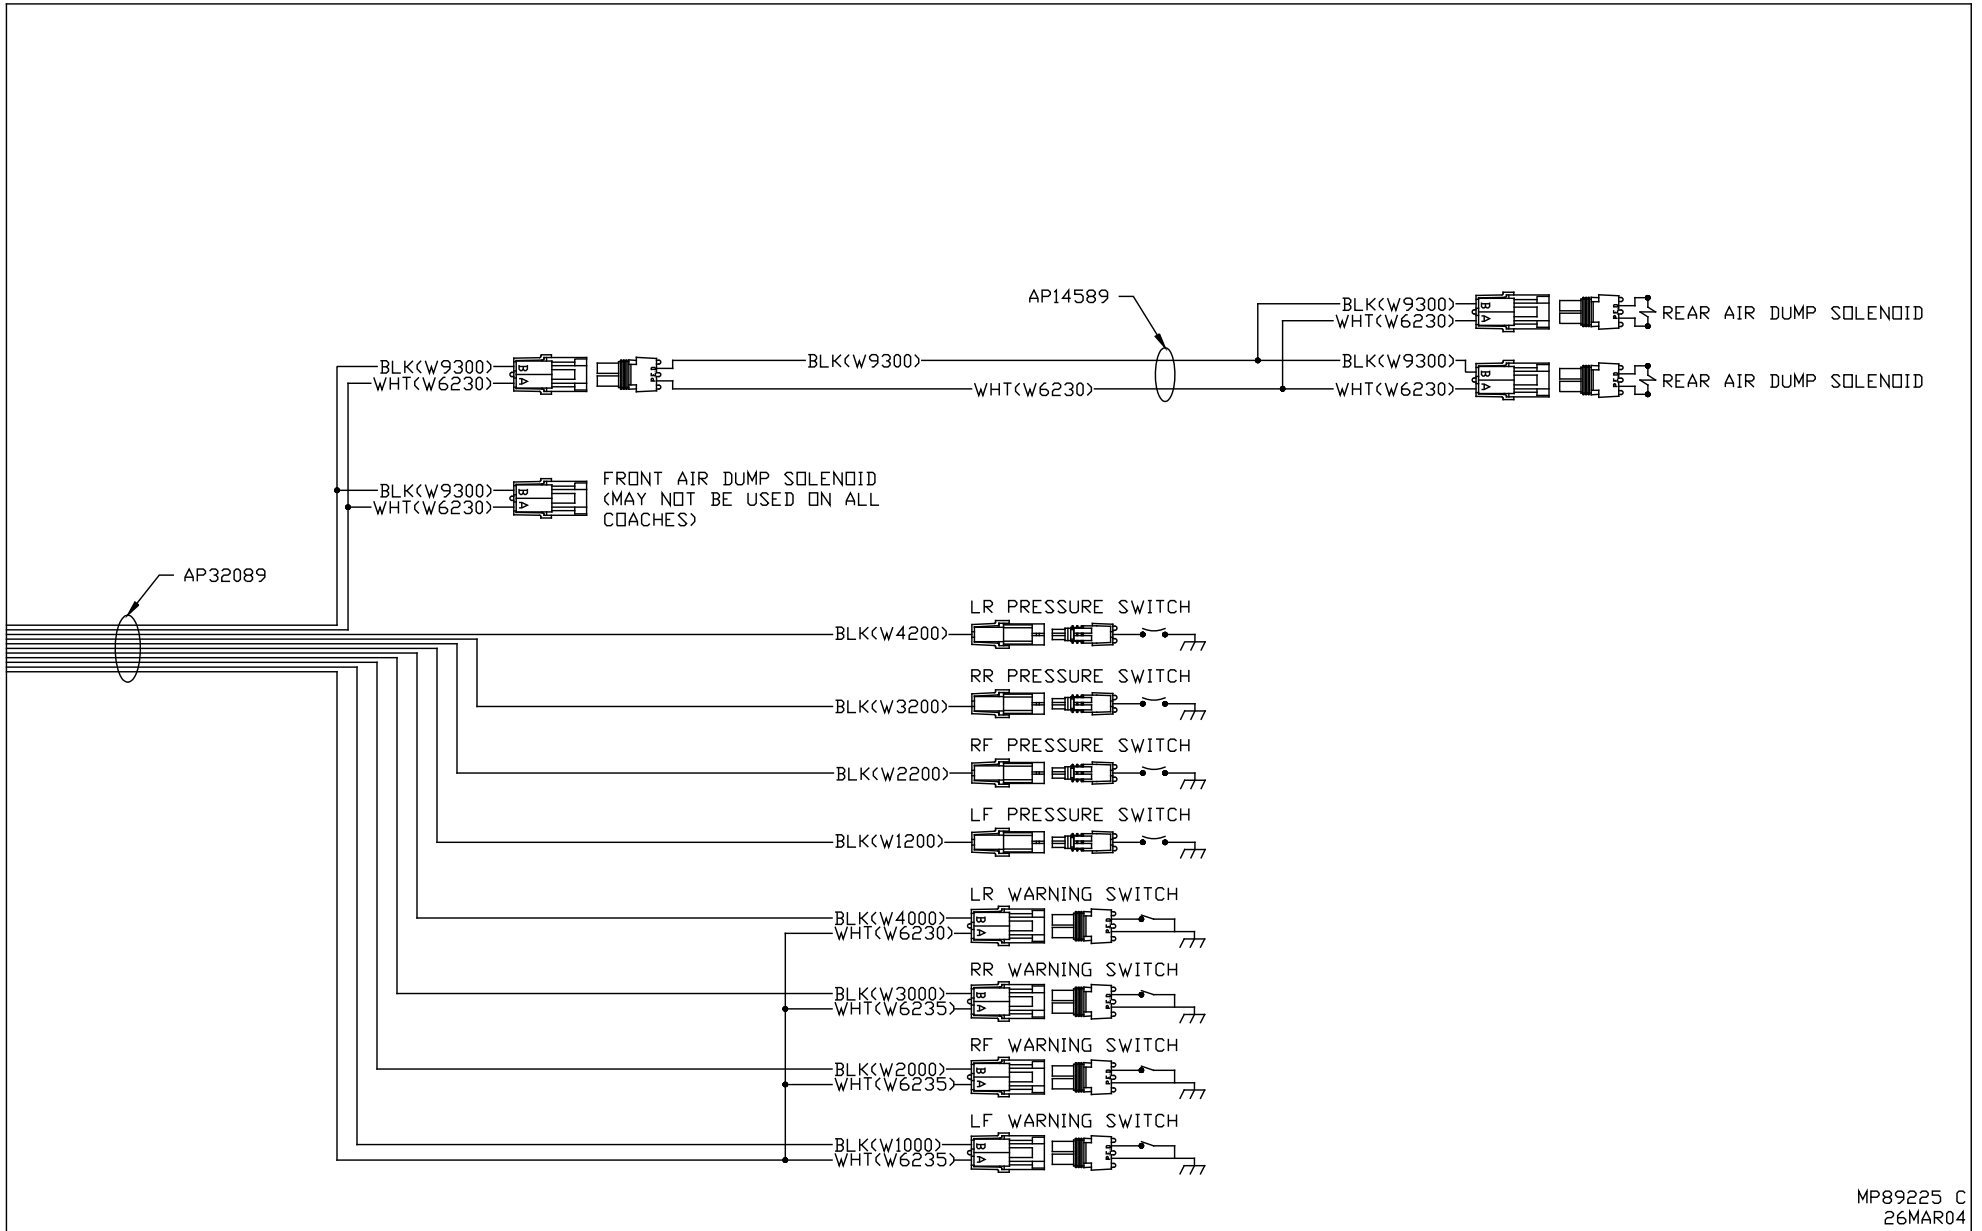 AP14589
BLK(W9300)
WHT(W6230)
REAR AIR DUMP SOLENOID
BLK(W9300)
WHT(W6230)
B
A
BLK(W9300)
WHT(W6230)
BLK(W9300)
WHT(W6230)
REAR AIR DUMP SOLENOID
BLK(W9300)
WHT(W6230)
B
A
FRONT AIR DUMP SOLENOID
(MAY NOT BE USED ON ALL
COACHES)
AP32089
LR PRESSURE SWITCH
BLK(W4200)
RR PRESSURE SWITCH
BLK(W3200)
RF PRESSURE SWITCH
BLK(W2200)
LF PRESSURE SWITCH
BLK(W1200)
LR WARNING SWITCH
BLK(W4000)
WHT(W6230)
B
A
RR WARNING SWITCH
BLK(W3000)
WHT(W6235)
B
A
RF WARNING SWITCH
BLK(W2000)
WHT(W6235)
B
A
LF WARNING SWITCH
BLK(W1000)
WHT(W6235)
B
A
MP89225 C
26MAR04